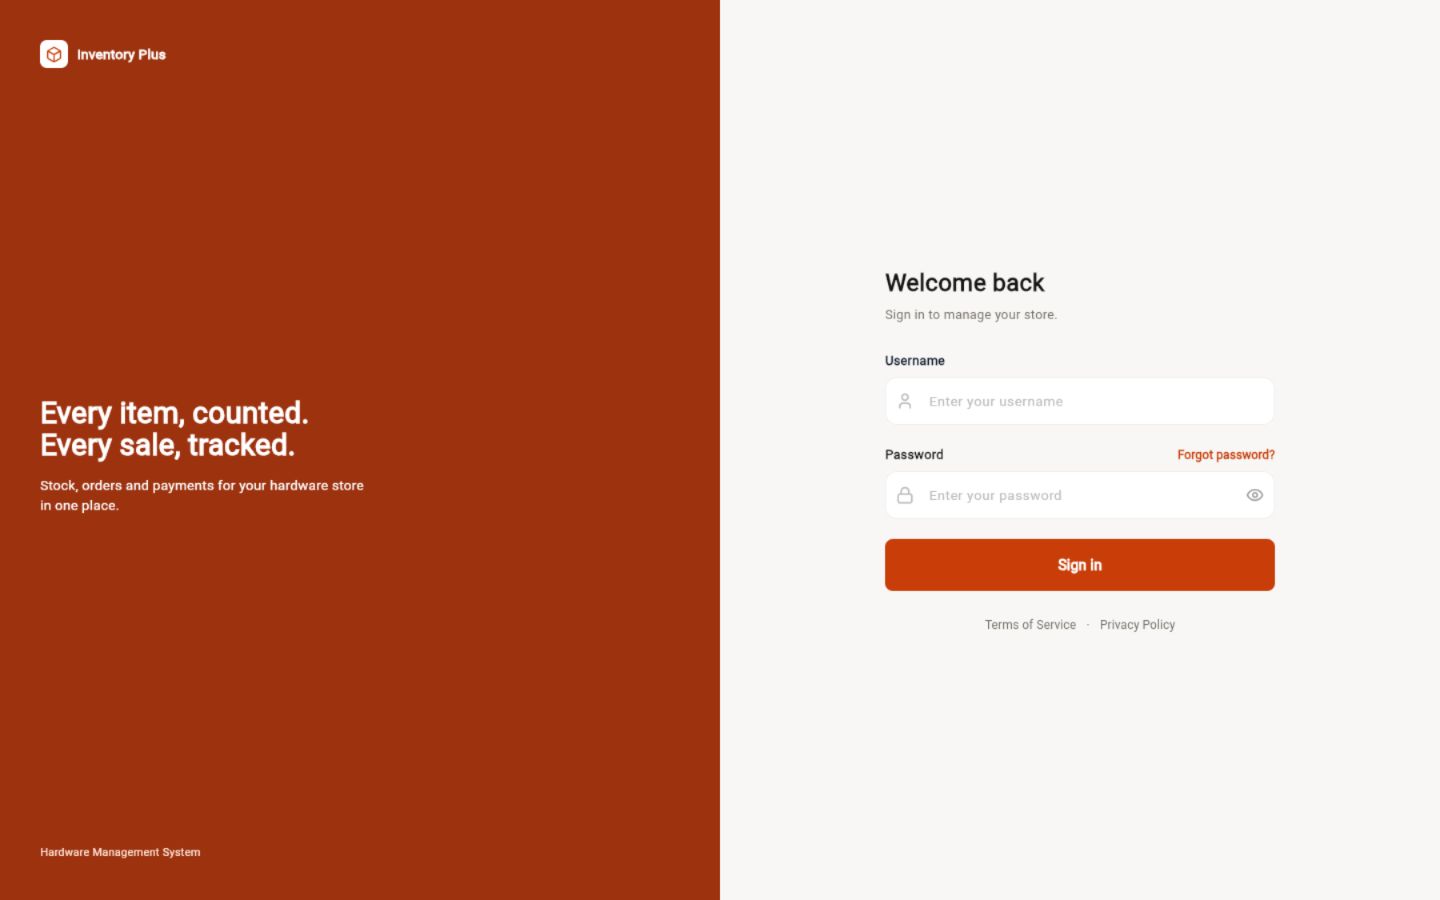 Inventory Plus
Every item, counted.
Every sale, tracked.
Stock, orders and payments for your hardware store
in one place.
Hardware Management System
Welcome back
Sign in to manage your store.
Username
Enter your username
Password
Forgot password?
Enter your password
Sign in
Terms of Service · Privacy Policy